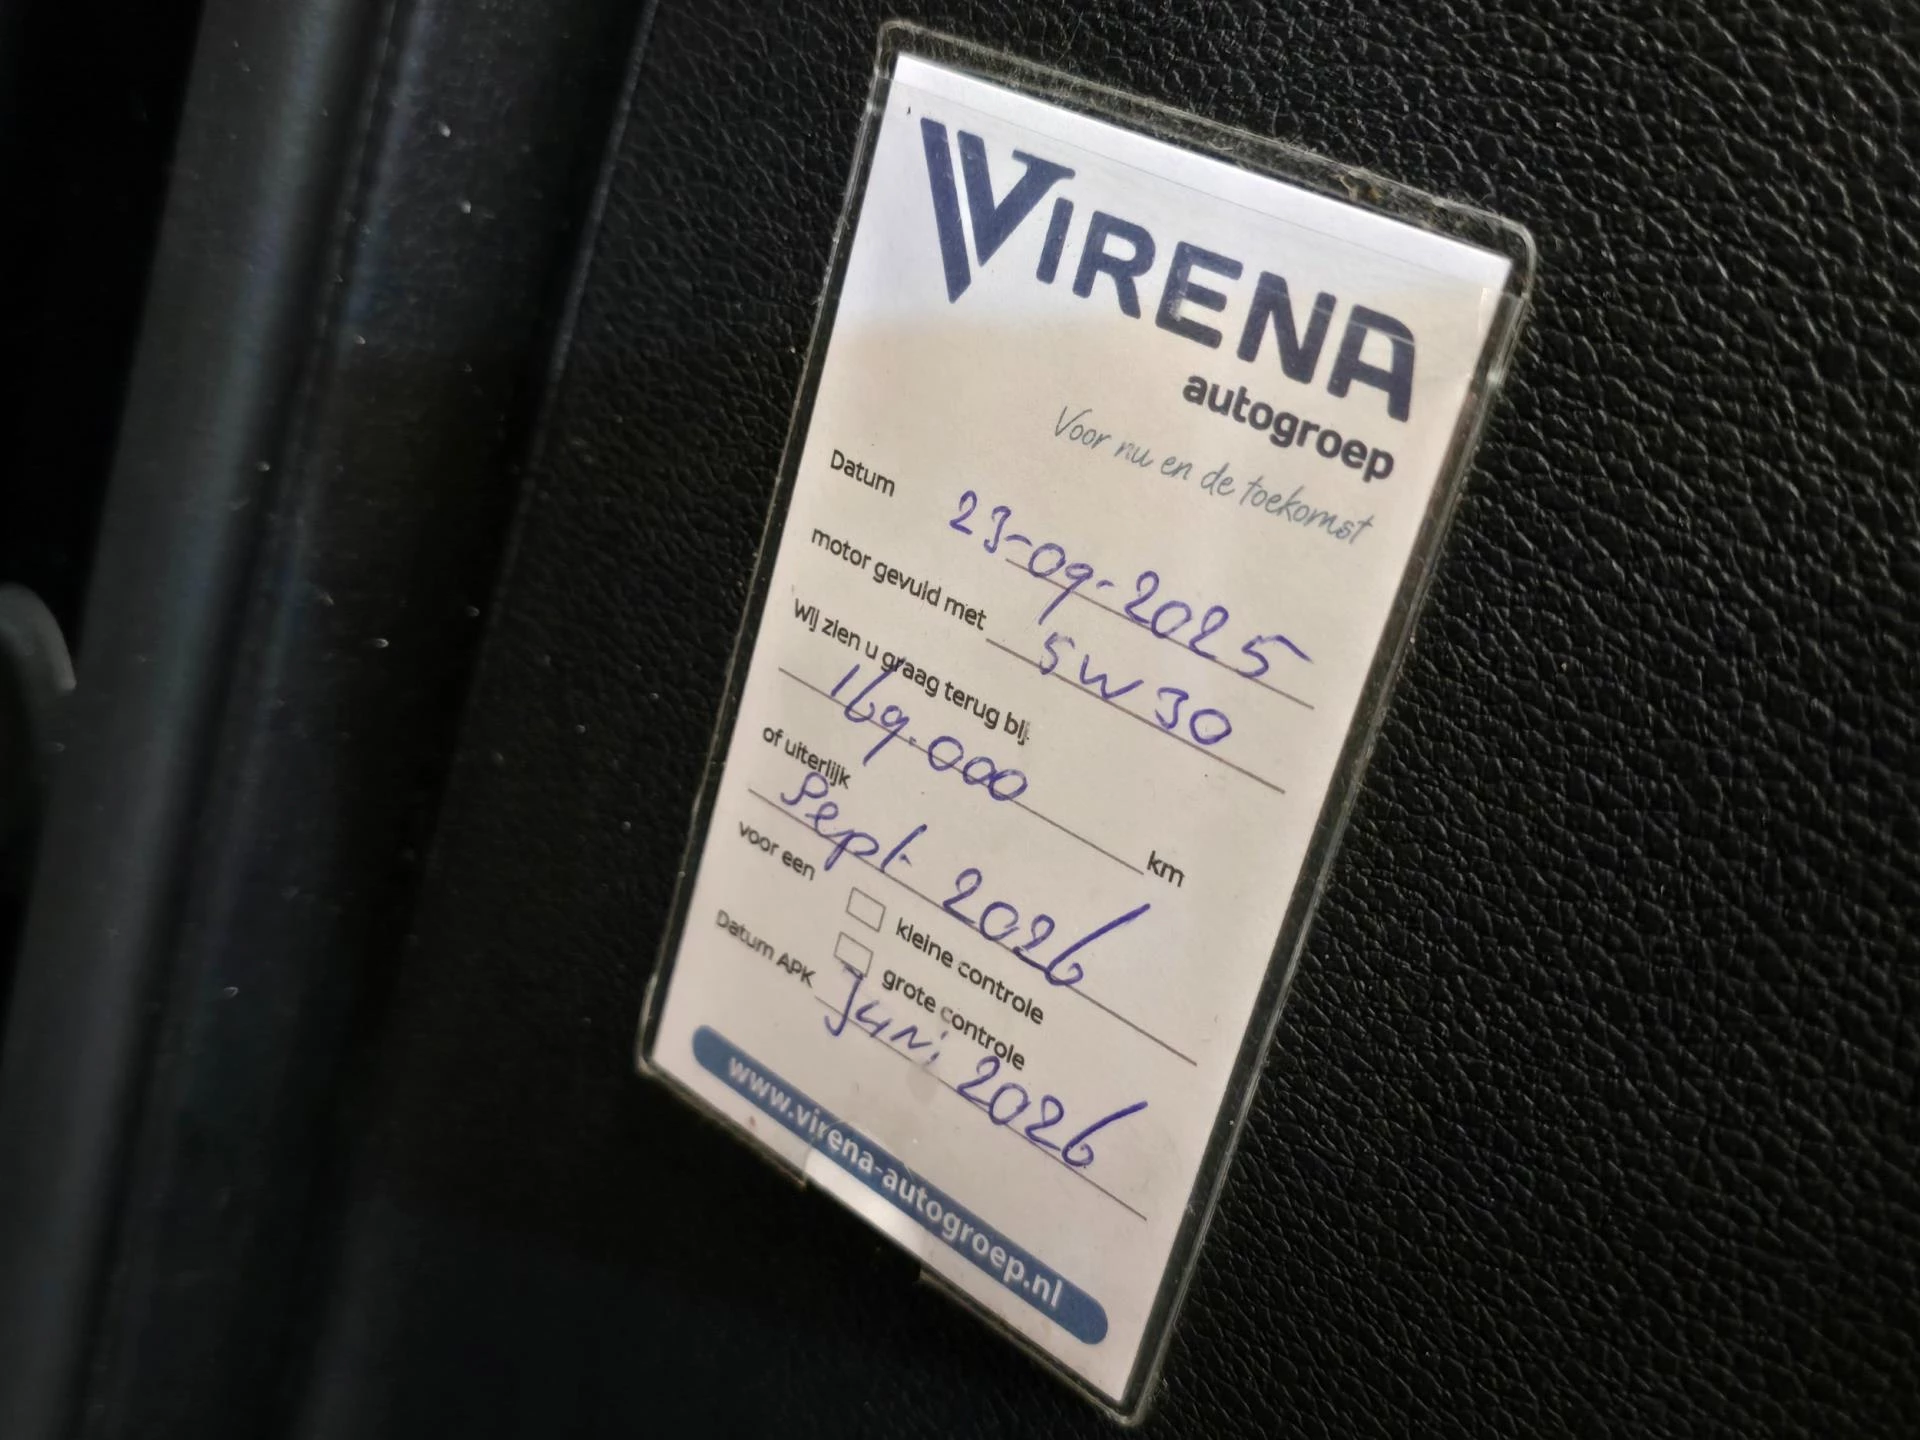 VIRENA
autogroep
Voor nu en de toekomst
Datum 23-09-2025
motor gevuld met 5W30
Wij zien u graag terug bij:
169.000 km
of uiterlijk
Sept. 2026
voor een
kleine controle
grote controle
Datum APK Juni 2026
www.virena-autogroep.nl